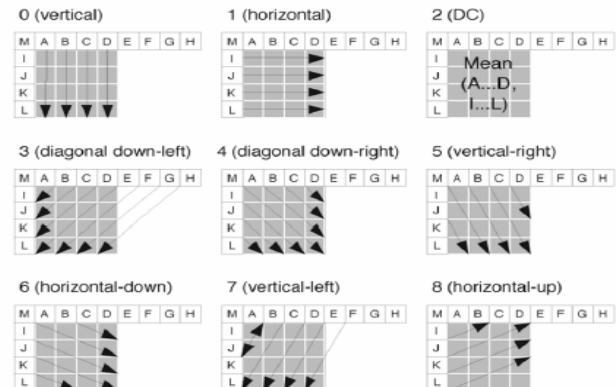 0 (vertical)
M A B C D E F G H
I
J
K
L
1 (horizontal)
M A B C D E F G H
I
J
K
L
2 (DC)
M A B C D E F G H
I
J
K
L
Mean
(A...D,
I...L)
3 (diagonal down-left)
M A B C D E F G H
I
J
K
L
4 (diagonal down-right)
M A B C D E F G H
I
J
K
L
5 (vertical-right)
M A B C D E F G H
I
J
K
L
6 (horizontal-down)
M A B C D E F G H
I
J
K
L
7 (vertical-left)
M A B C D E F G H
I
J
K
L
8 (horizontal-up)
M A B C D E F G H
I
J
K
L